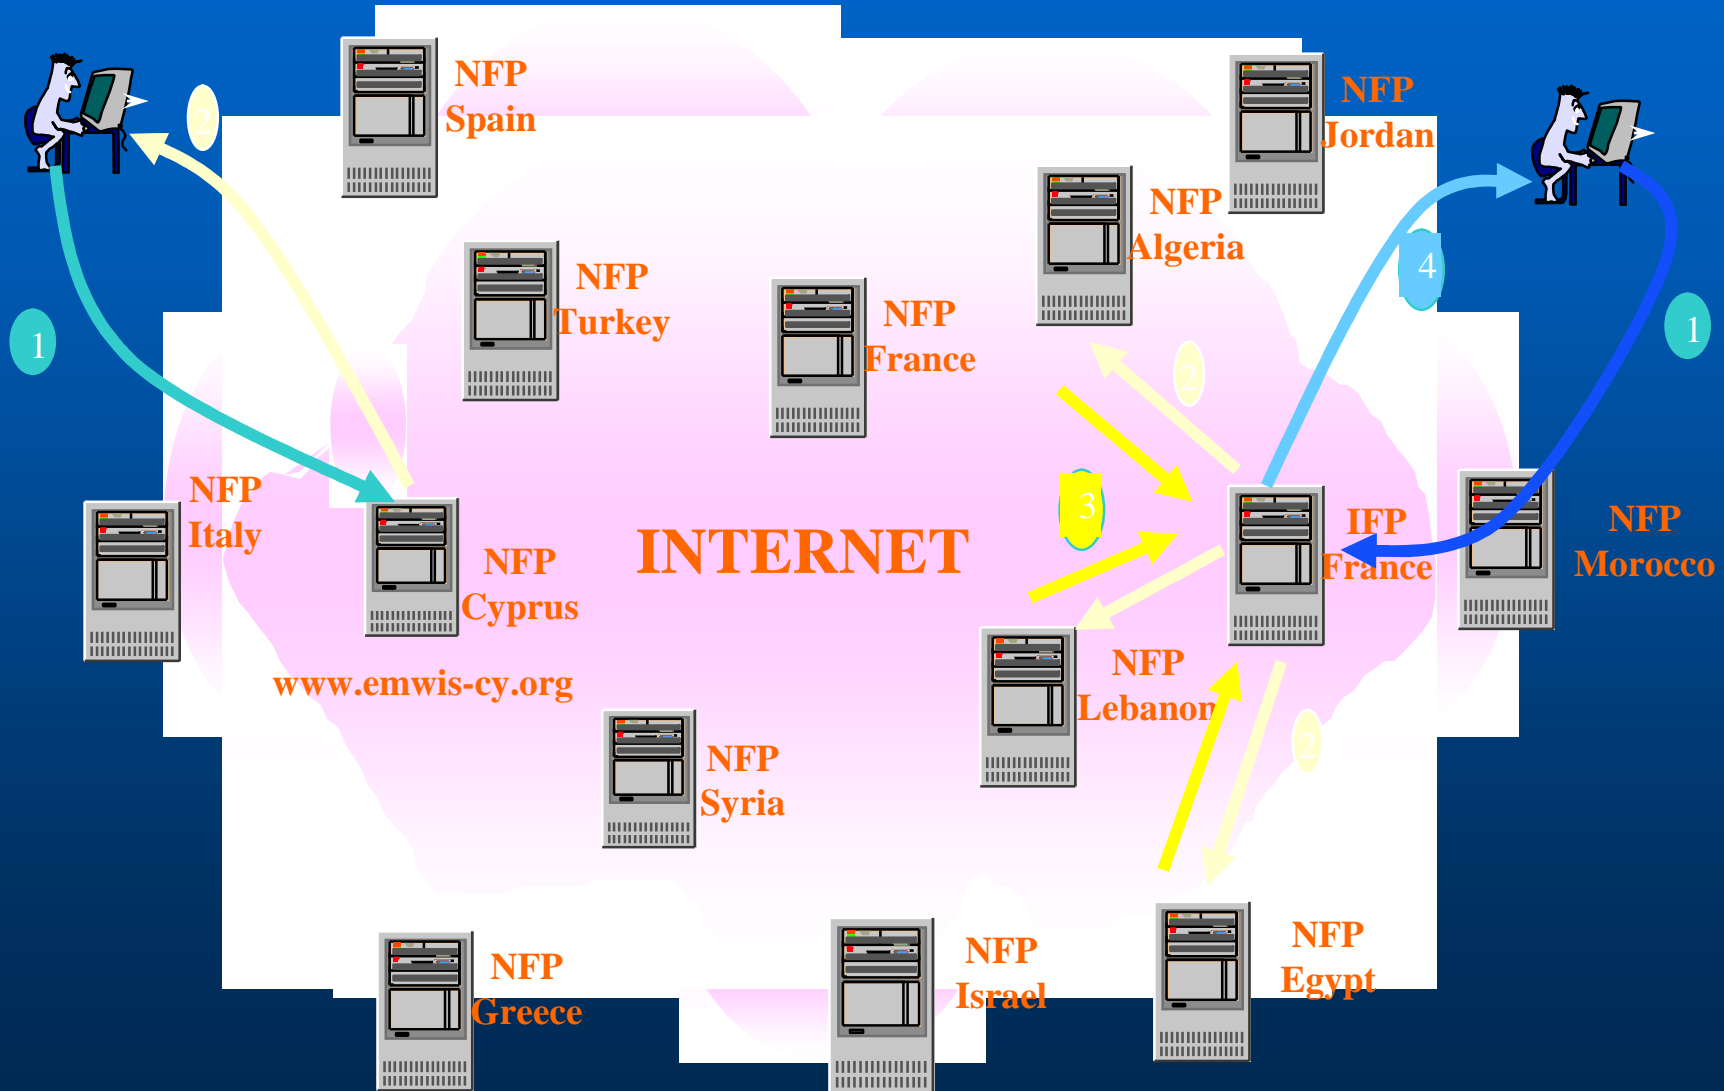 NFP
Spain
NFP
Jordan
2
NFP
Algeria
NFP
Turkey
4
NFP
France
1
1
2
NFP
Italy
3
IFP
France
NFP
Morocco
INTERNET
NFP
Cyprus
NFP
Lebanon
www.emwis-cy.org
2
NFP
Syria
NFP
Egypt
NFP
Israel
NFP
Greece